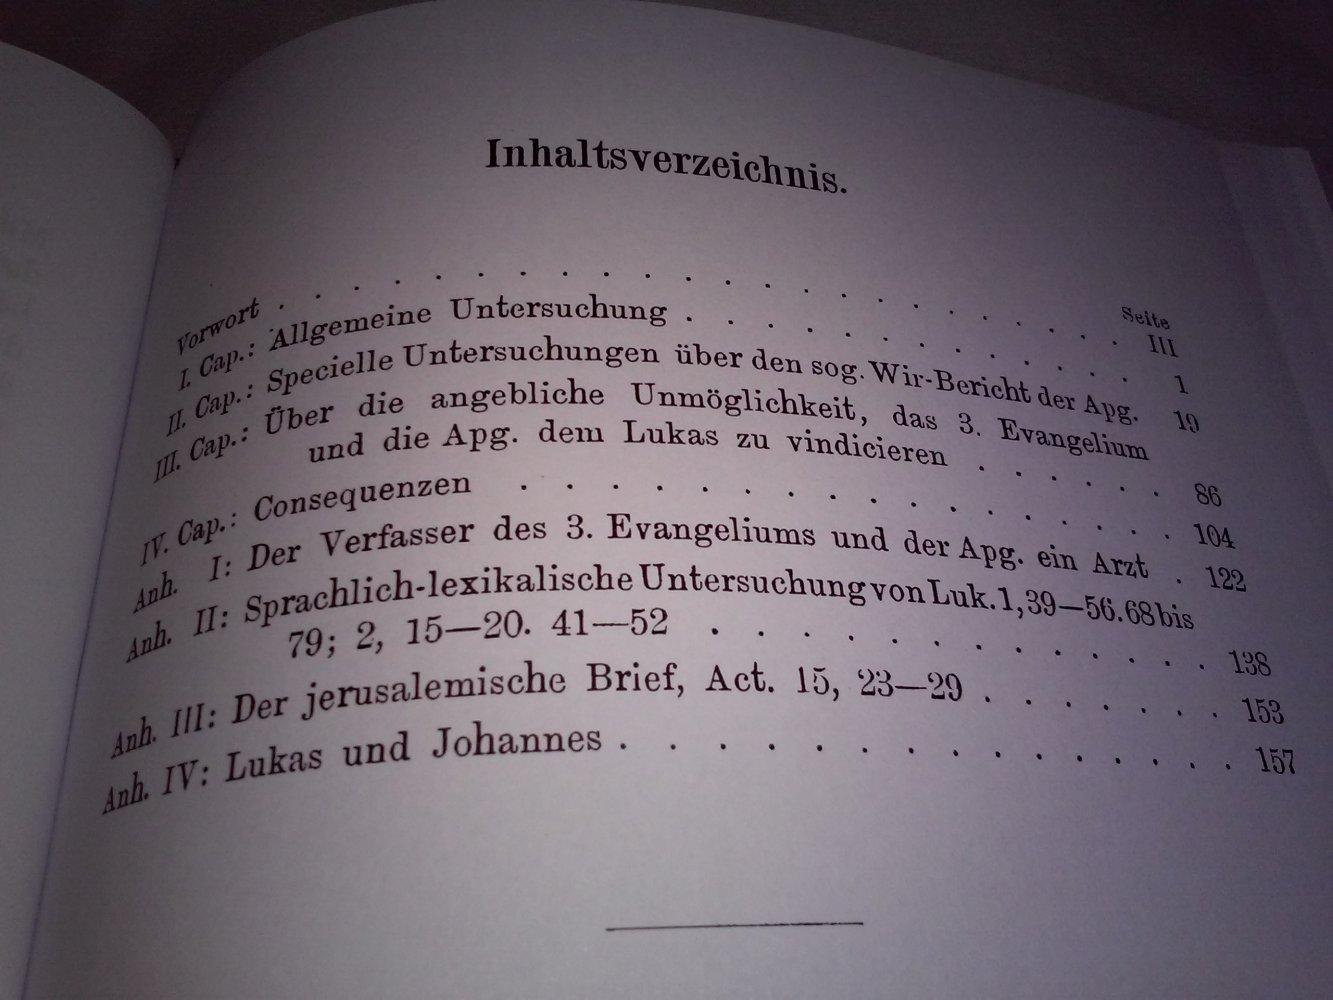 Inhaltsverzeichnis.
Seite
Vorwort . . . . . . . . . . . . . . . . . . . . . III
I. Cap.: Allgemeine Untersuchung . . . . . . . . . . . . 1
II. Cap.: Specielle Untersuchungen über den sog. Wir-Bericht der Apg. 19
III. Cap.: Über die angebliche Unmöglichkeit, das 3. Evangelium
und die Apg. dem Lukas zu vindicieren . . . . . . 86
IV. Cap.: Consequenzen . . . . . . . . . . . . . . . 104
Anh. I: Der Verfasser des 3. Evangeliums und der Apg. ein Arzt . 122
Anh. II: Sprachlich-lexikalische Untersuchung von Luk. 1, 39—56. 68 bis
79; 2, 15—20. 41—52 . . . . . . . . . . . . 138
Anh. III: Der jerusalemische Brief, Act. 15, 23—29 . . . . . . . 153
Anh. IV: Lukas und Johannes . . . . . . . . . . . . . . 157